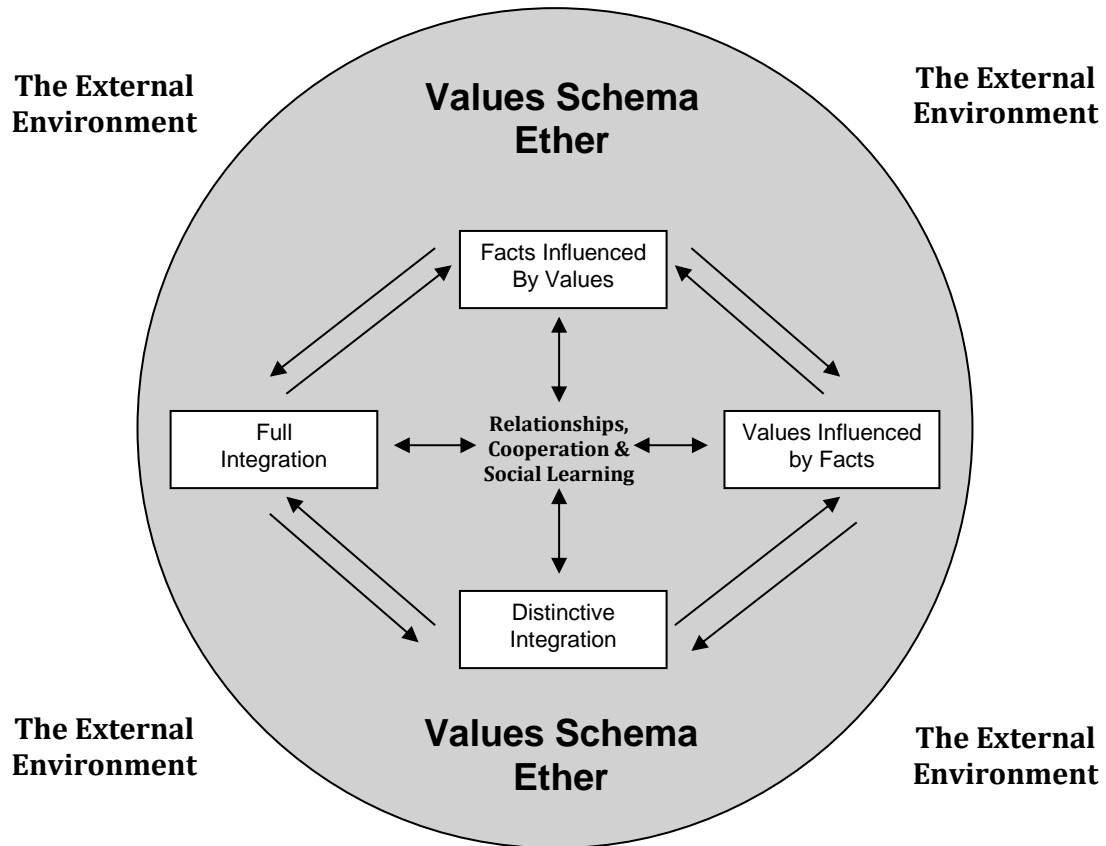 The External
Environment
Values Schema
Ether
The External
Environment
Facts Influenced
By Values
Full
Integration
Relationships,
Cooperation &
Social Learning
Values Influenced
by Facts
Distinctive
Integration
The External
Environment
Values Schema
Ether
The External
Environment